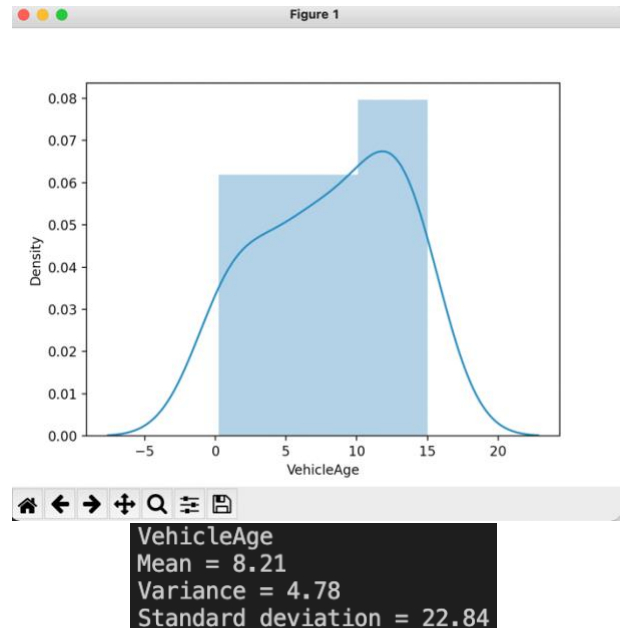 Figure 1
0.08
0.07
0.06
0.05
0.04
0.03
0.02
0.01
0.00
Density
−5 0 5 10 15 20
VehicleAge
VehicleAge
Mean = 8.21
Variance = 4.78
Standard deviation = 22.84